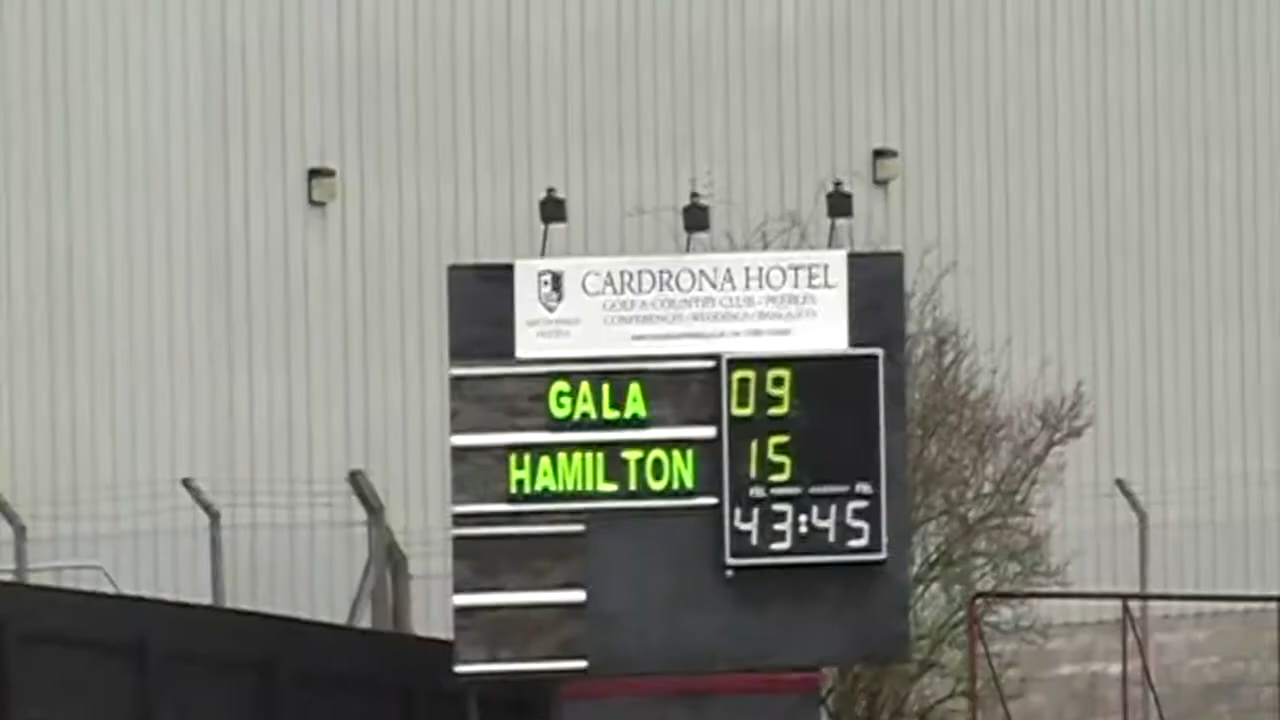 CARDRONA HOTEL
GOLF & COUNTRY CLUB - PEEBLES
GALA 09
HAMILTON 15
43:45